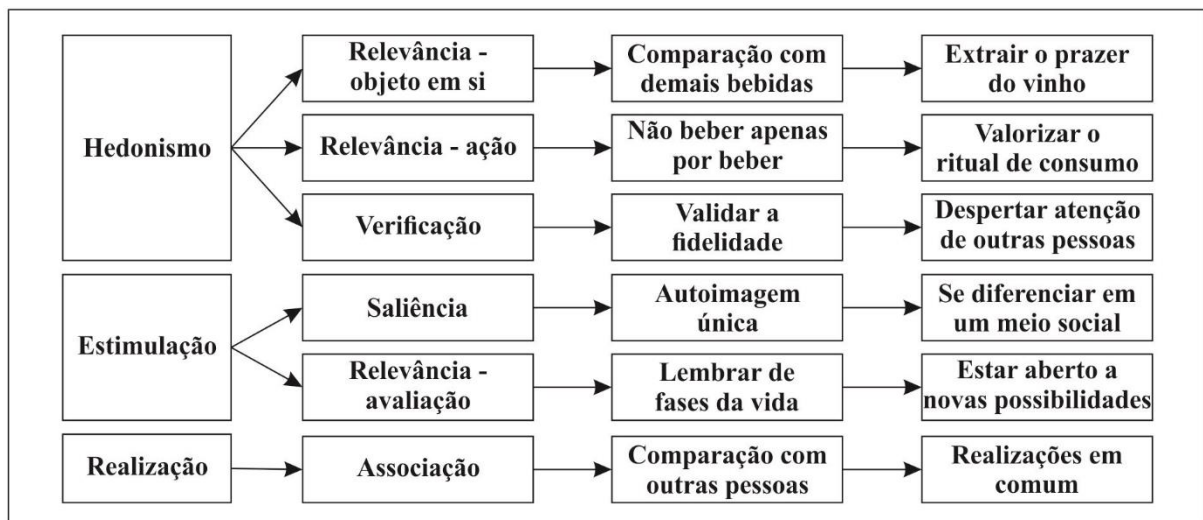 Relevância -
objeto em si
Comparação com
demais bebidas
Extrair o prazer
do vinho
Hedonismo
Relevância - ação
Não beber apenas
por beber
Valorizar o
ritual de consumo
Verificação
Validar a
fidelidade
Despertar atenção
de outras pessoas
Estimulação
Saliência
Autoimagem
única
Se diferenciar em
um meio social
Relevância -
avaliação
Lembrar de
fases da vida
Estar aberto a
novas possibilidades
Realização
Associação
Comparação com
outras pessoas
Realizações em
comum